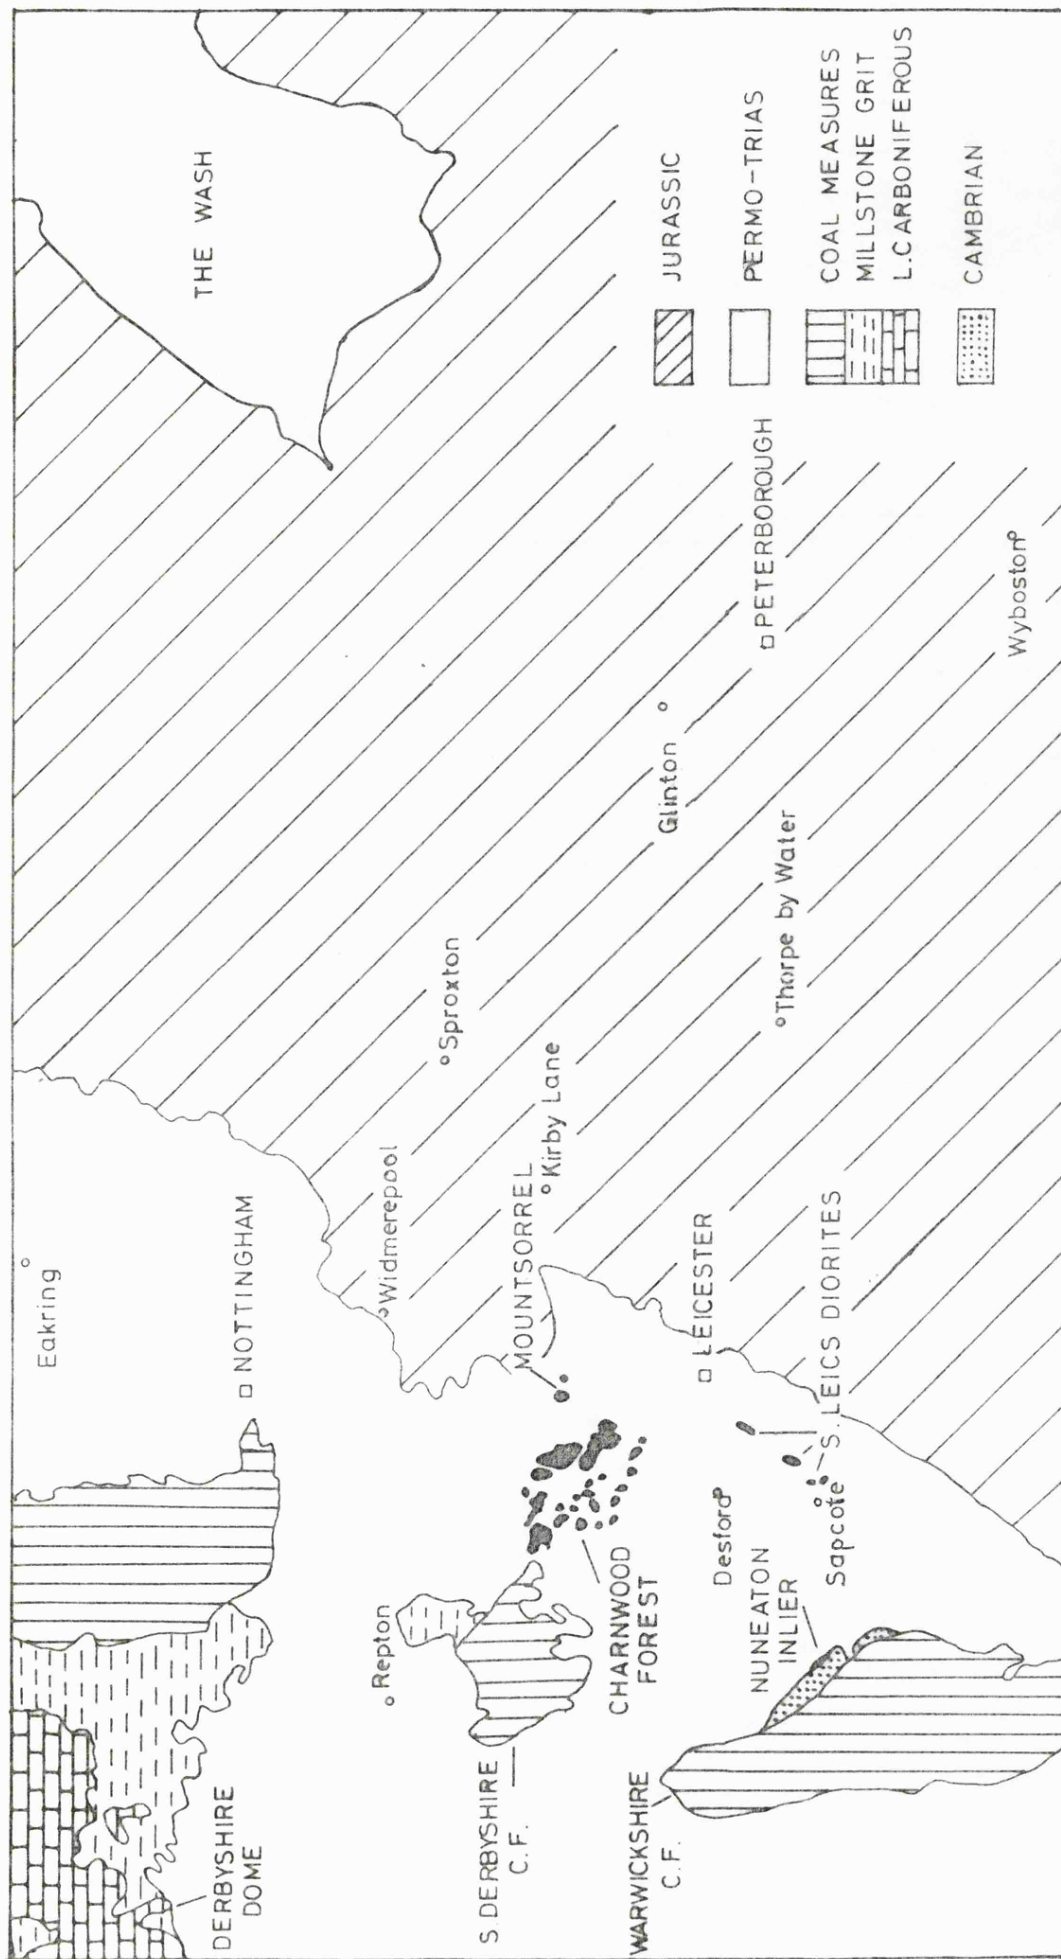 Eakring
THE WASH
NOTTINGHAM
DERBYSHIRE
DOME
Widmerepool
Sproxton
Repton
S. DERBYSHIRE
C.F.
MOUNTSORREL
Kirby Lane
CHARNWOOD
FOREST
Glinton
PETERBOROUGH
LEICESTER
Thorpe by Water
Desford
WARWICKSHIRE
C.F.
NUNEATON
INLIER
Sapcote
S. LEICS DIORITES
Wyboston
JURASSIC
PERMO-TRIAS
COAL MEASURES
MILLSTONE GRIT
L.CARBONIFEROUS
CAMBRIAN